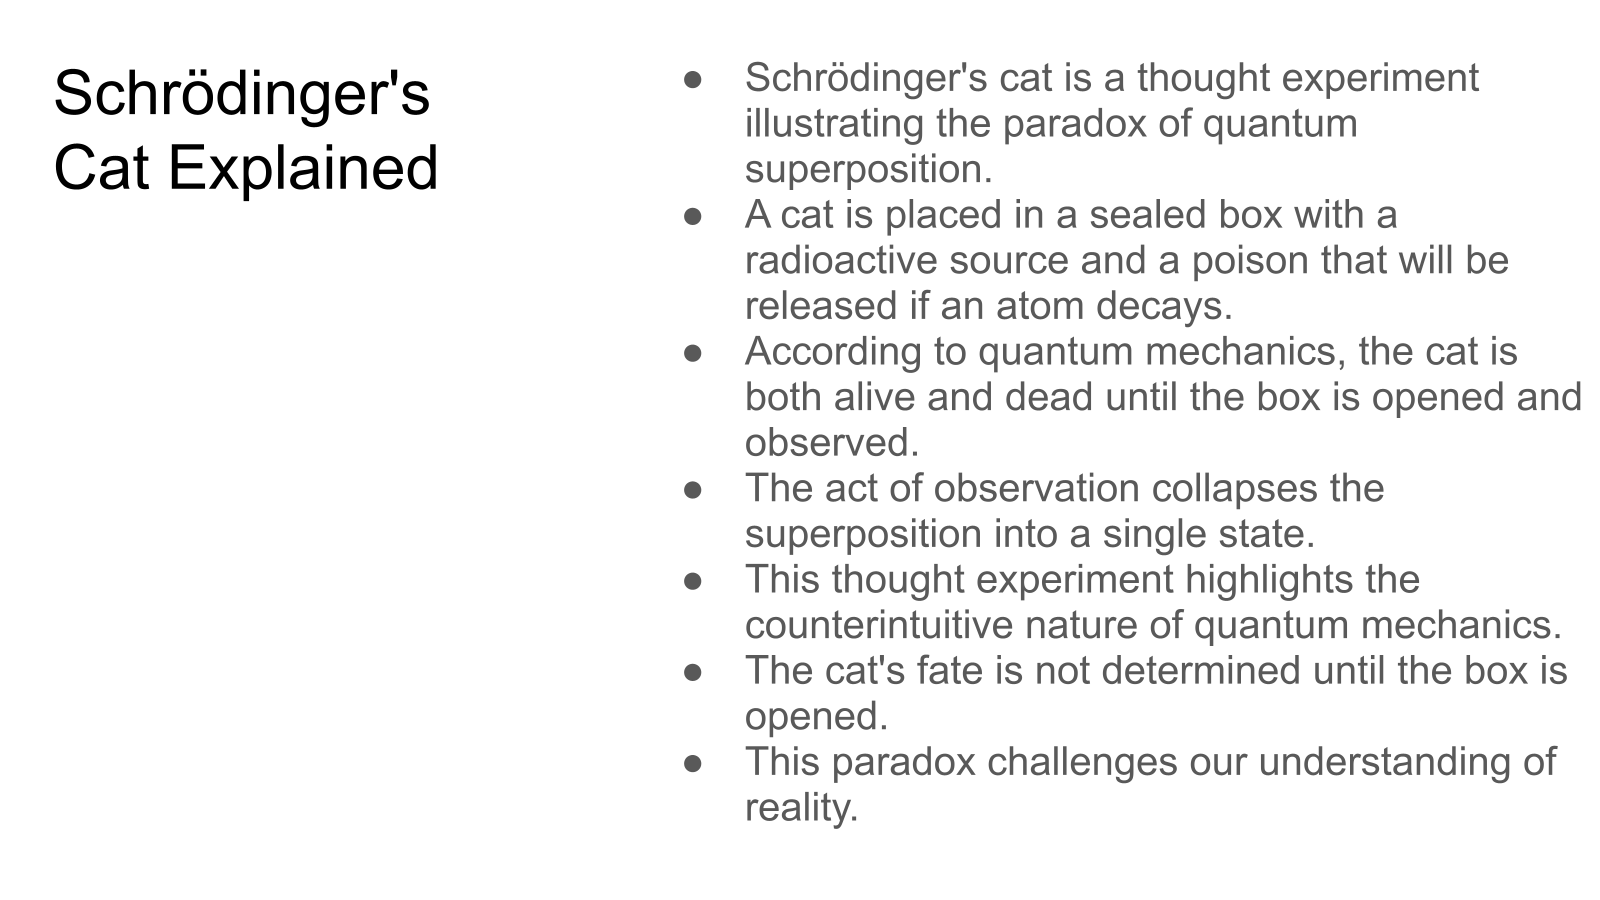 Schrödinger's
Cat Explained
● Schrödinger's cat is a thought experiment
illustrating the paradox of quantum
superposition.
● A cat is placed in a sealed box with a
radioactive source and a poison that will be
released if an atom decays.
● According to quantum mechanics, the cat is
both alive and dead until the box is opened and
observed.
● The act of observation collapses the
superposition into a single state.
● This thought experiment highlights the
counterintuitive nature of quantum mechanics.
● The cat's fate is not determined until the box is
opened.
● This paradox challenges our understanding of
reality.